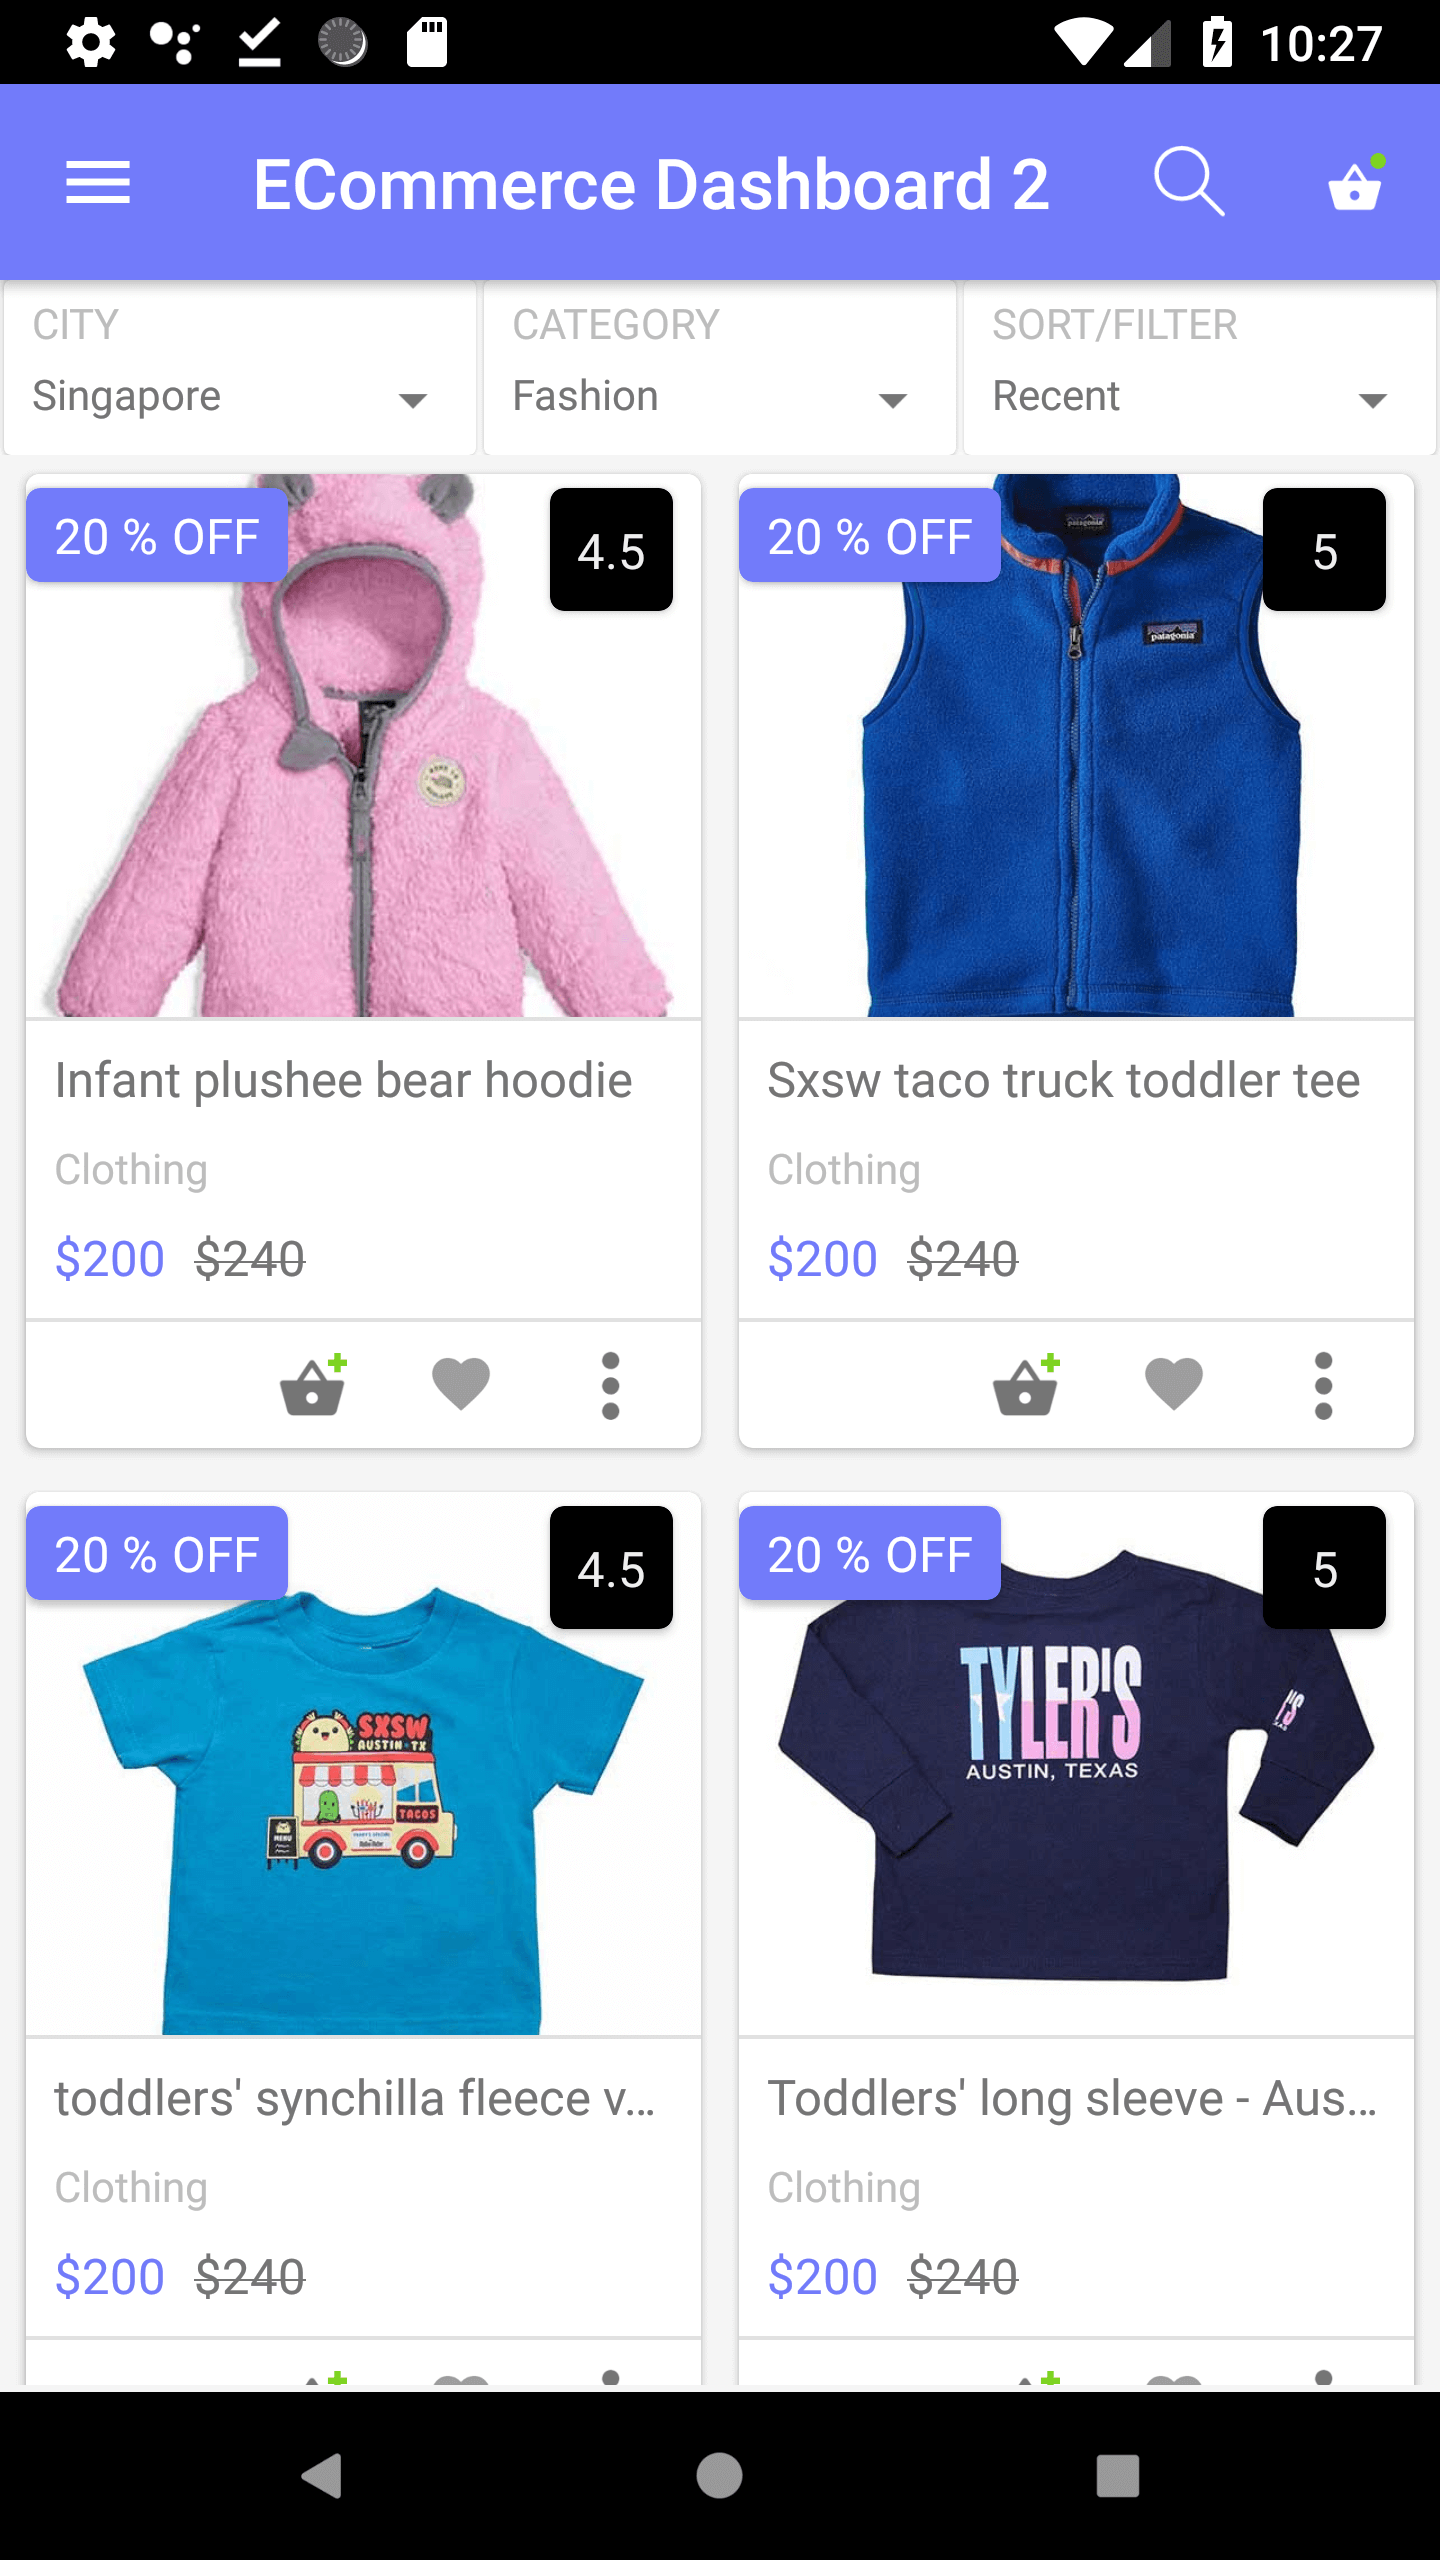 10:27
ECommerce Dashboard 2
CITY
Singapore
CATEGORY
Fashion
SORT/FILTER
Recent
20 % OFF
4.5
Infant plushee bear hoodie
Clothing
$200 $240
20 % OFF
5
patagonia
patagonia
Sxsw taco truck toddler tee
Clothing
$200 $240
20 % OFF
4.5
SXSW
AUSTIN TX
TACOS
MENU
toddlers' synchilla fleece v...
Clothing
$200 $240
20 % OFF
5
TYLER'S
AUSTIN, TEXAS
Toddlers' long sleeve - Aus...
Clothing
$200 $240